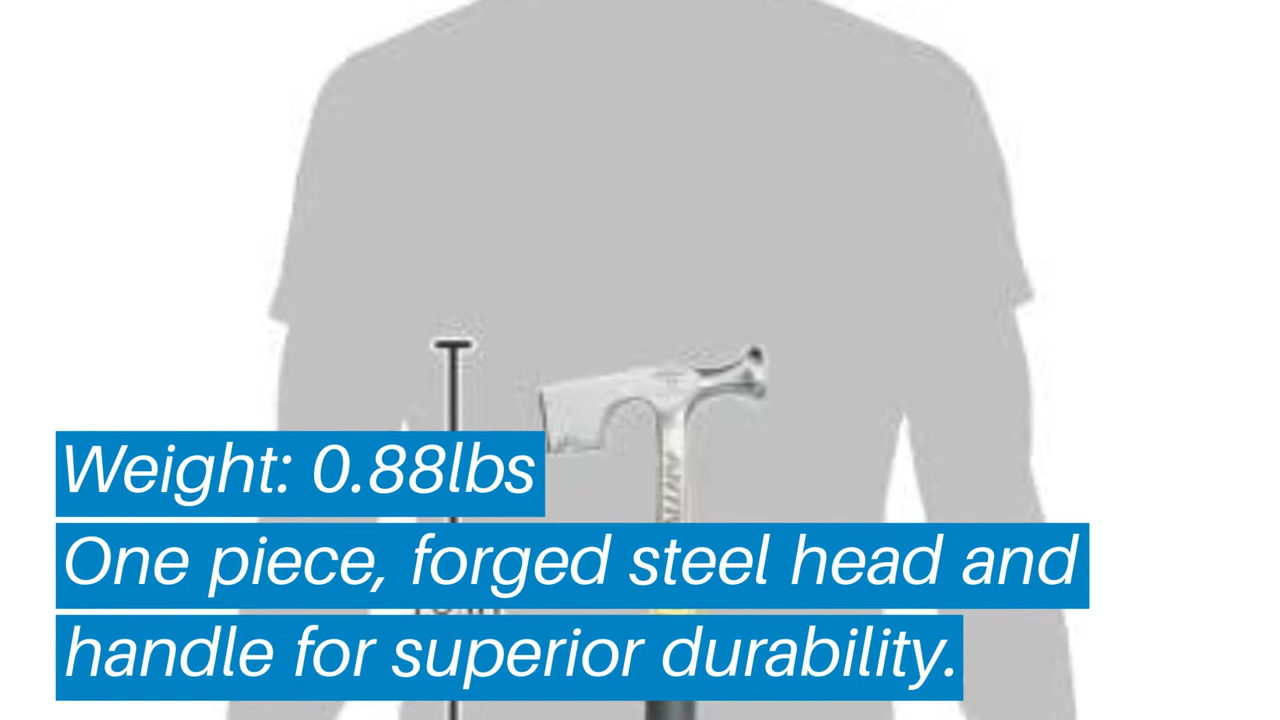 Weight: 0.88lbs
One piece, forged steel head and
handle for superior durability.